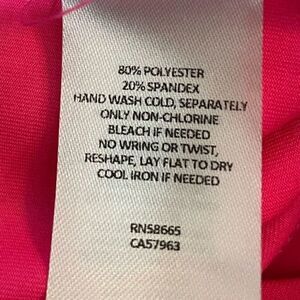 80% POLYESTER
20% SPANDEX
HAND WASH COLD, SEPARATELY
ONLY NON-CHLORINE
BLEACH IF NEEDED
NO WRING OR TWIST,
RESHAPE, LAY FLAT TO DRY
COOL IRON IF NEEDED
RN58665
CA57963